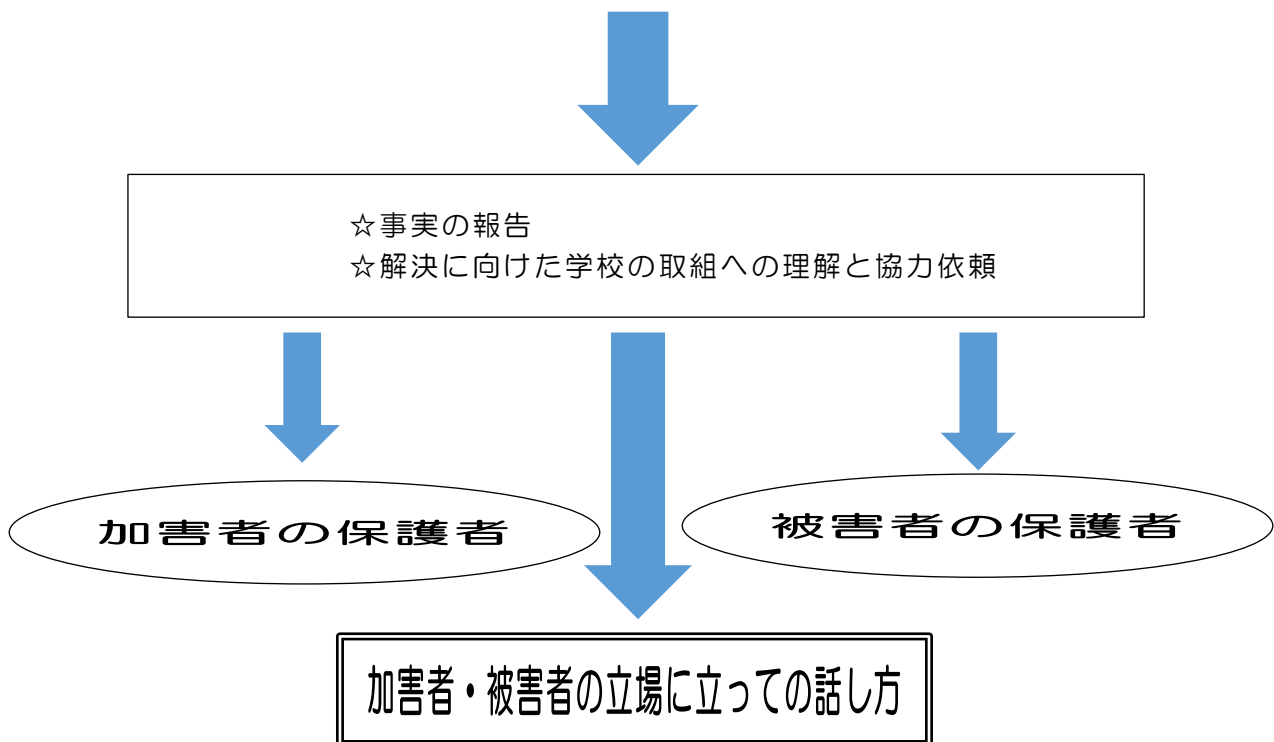 ☆事実の報告
☆解決に向けた学校の取組への理解と協力依頼
加害者の保護者
被害者の保護者
加害者・被害者の立場に立っての話し方